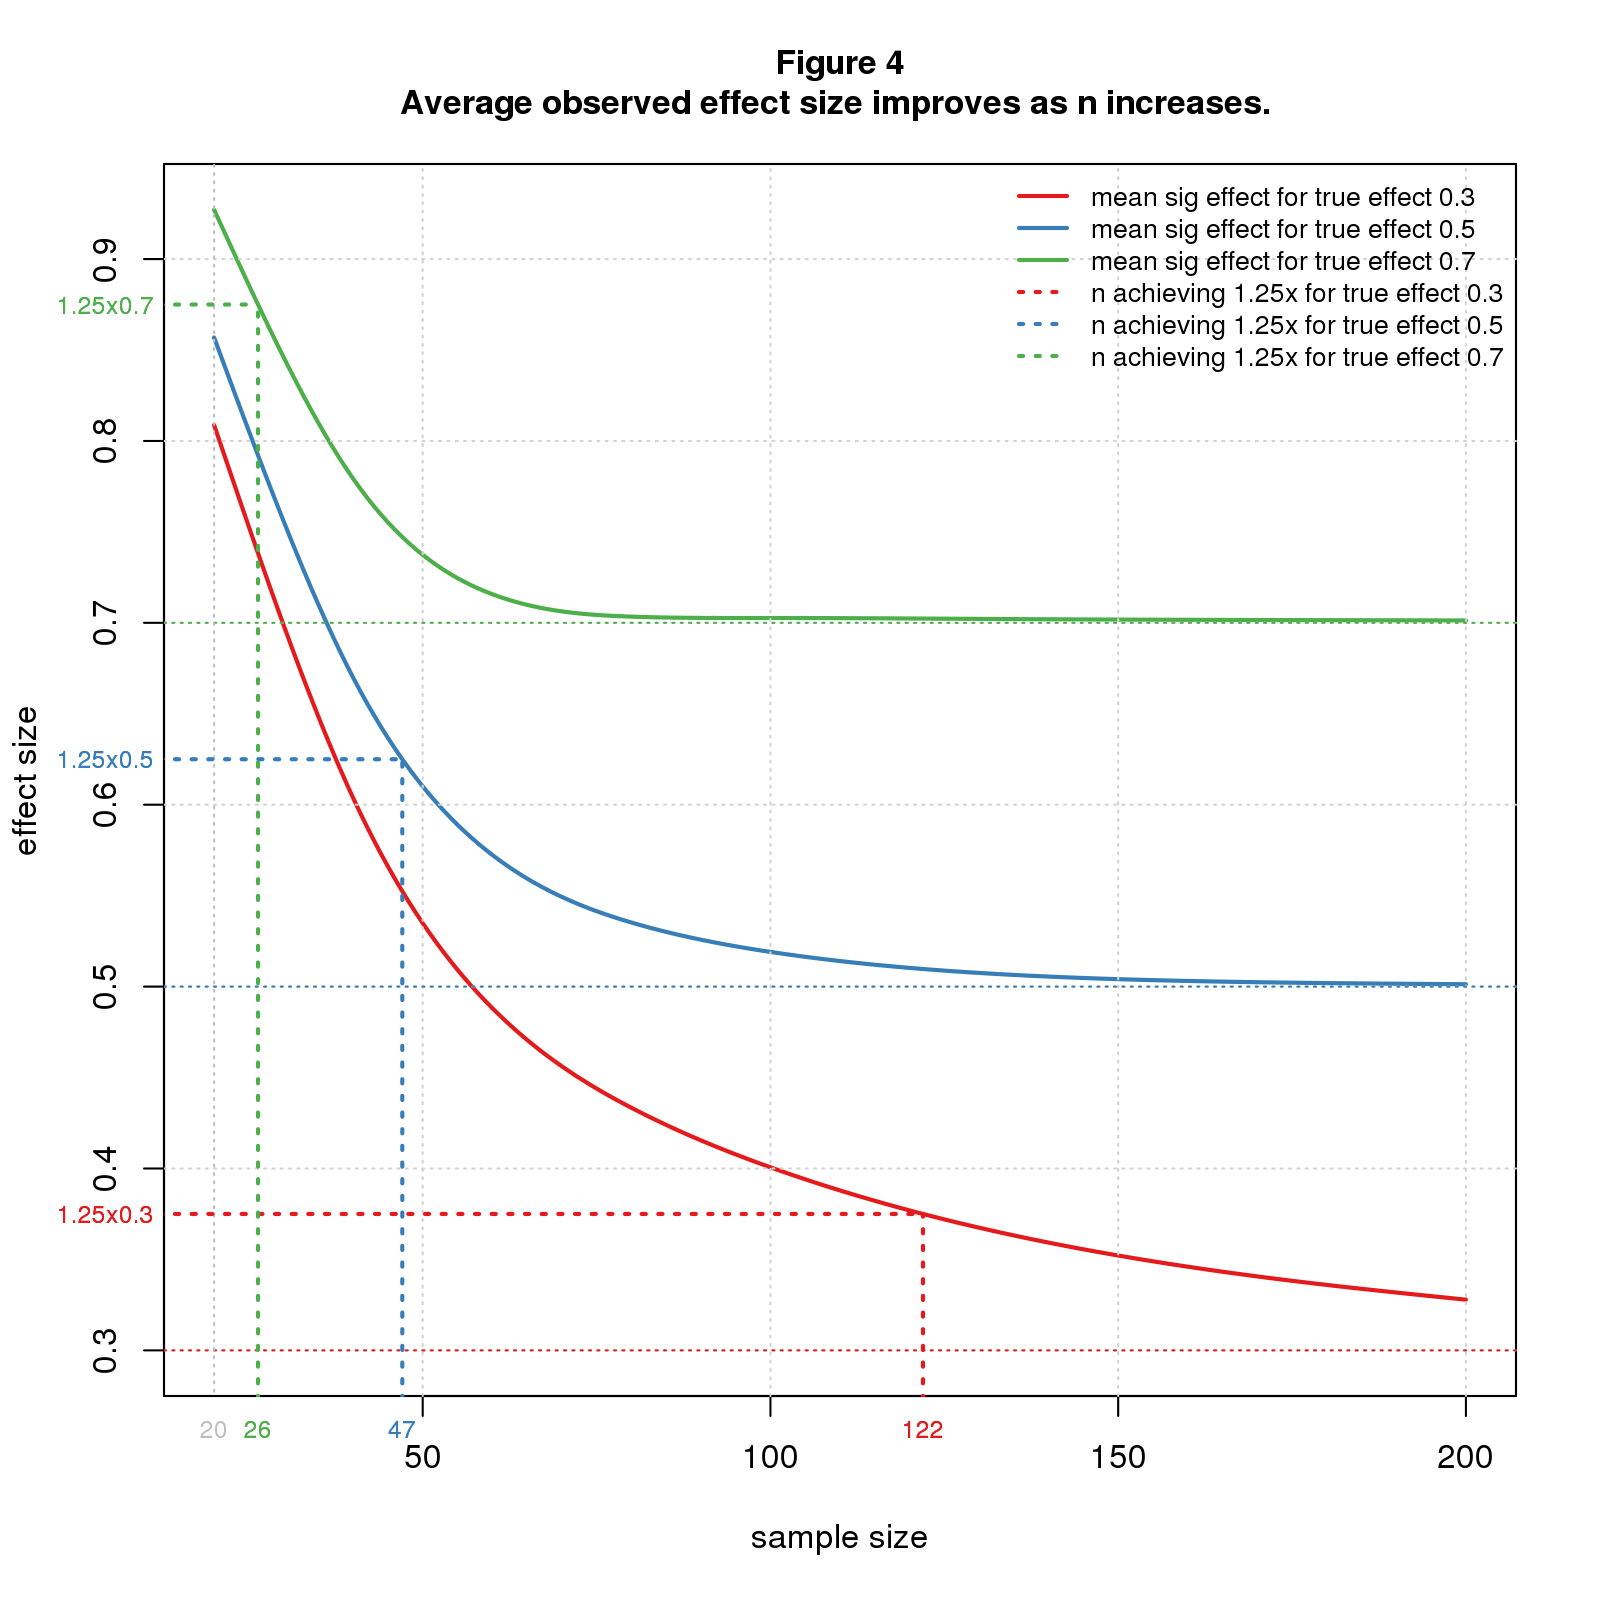 Figure 4
Average observed effect size improves as n increases.
mean sig effect for true effect 0.3
mean sig effect for true effect 0.5
mean sig effect for true effect 0.7
n achieving 1.25x for true effect 0.3
n achieving 1.25x for true effect 0.5
n achieving 1.25x for true effect 0.7
effect size
0.9
1.25x0.7
0.8
0.7
1.25x0.5
0.6
0.5
0.4
1.25x0.3
0.3
20 26 47 122
50 100 150 200
sample size